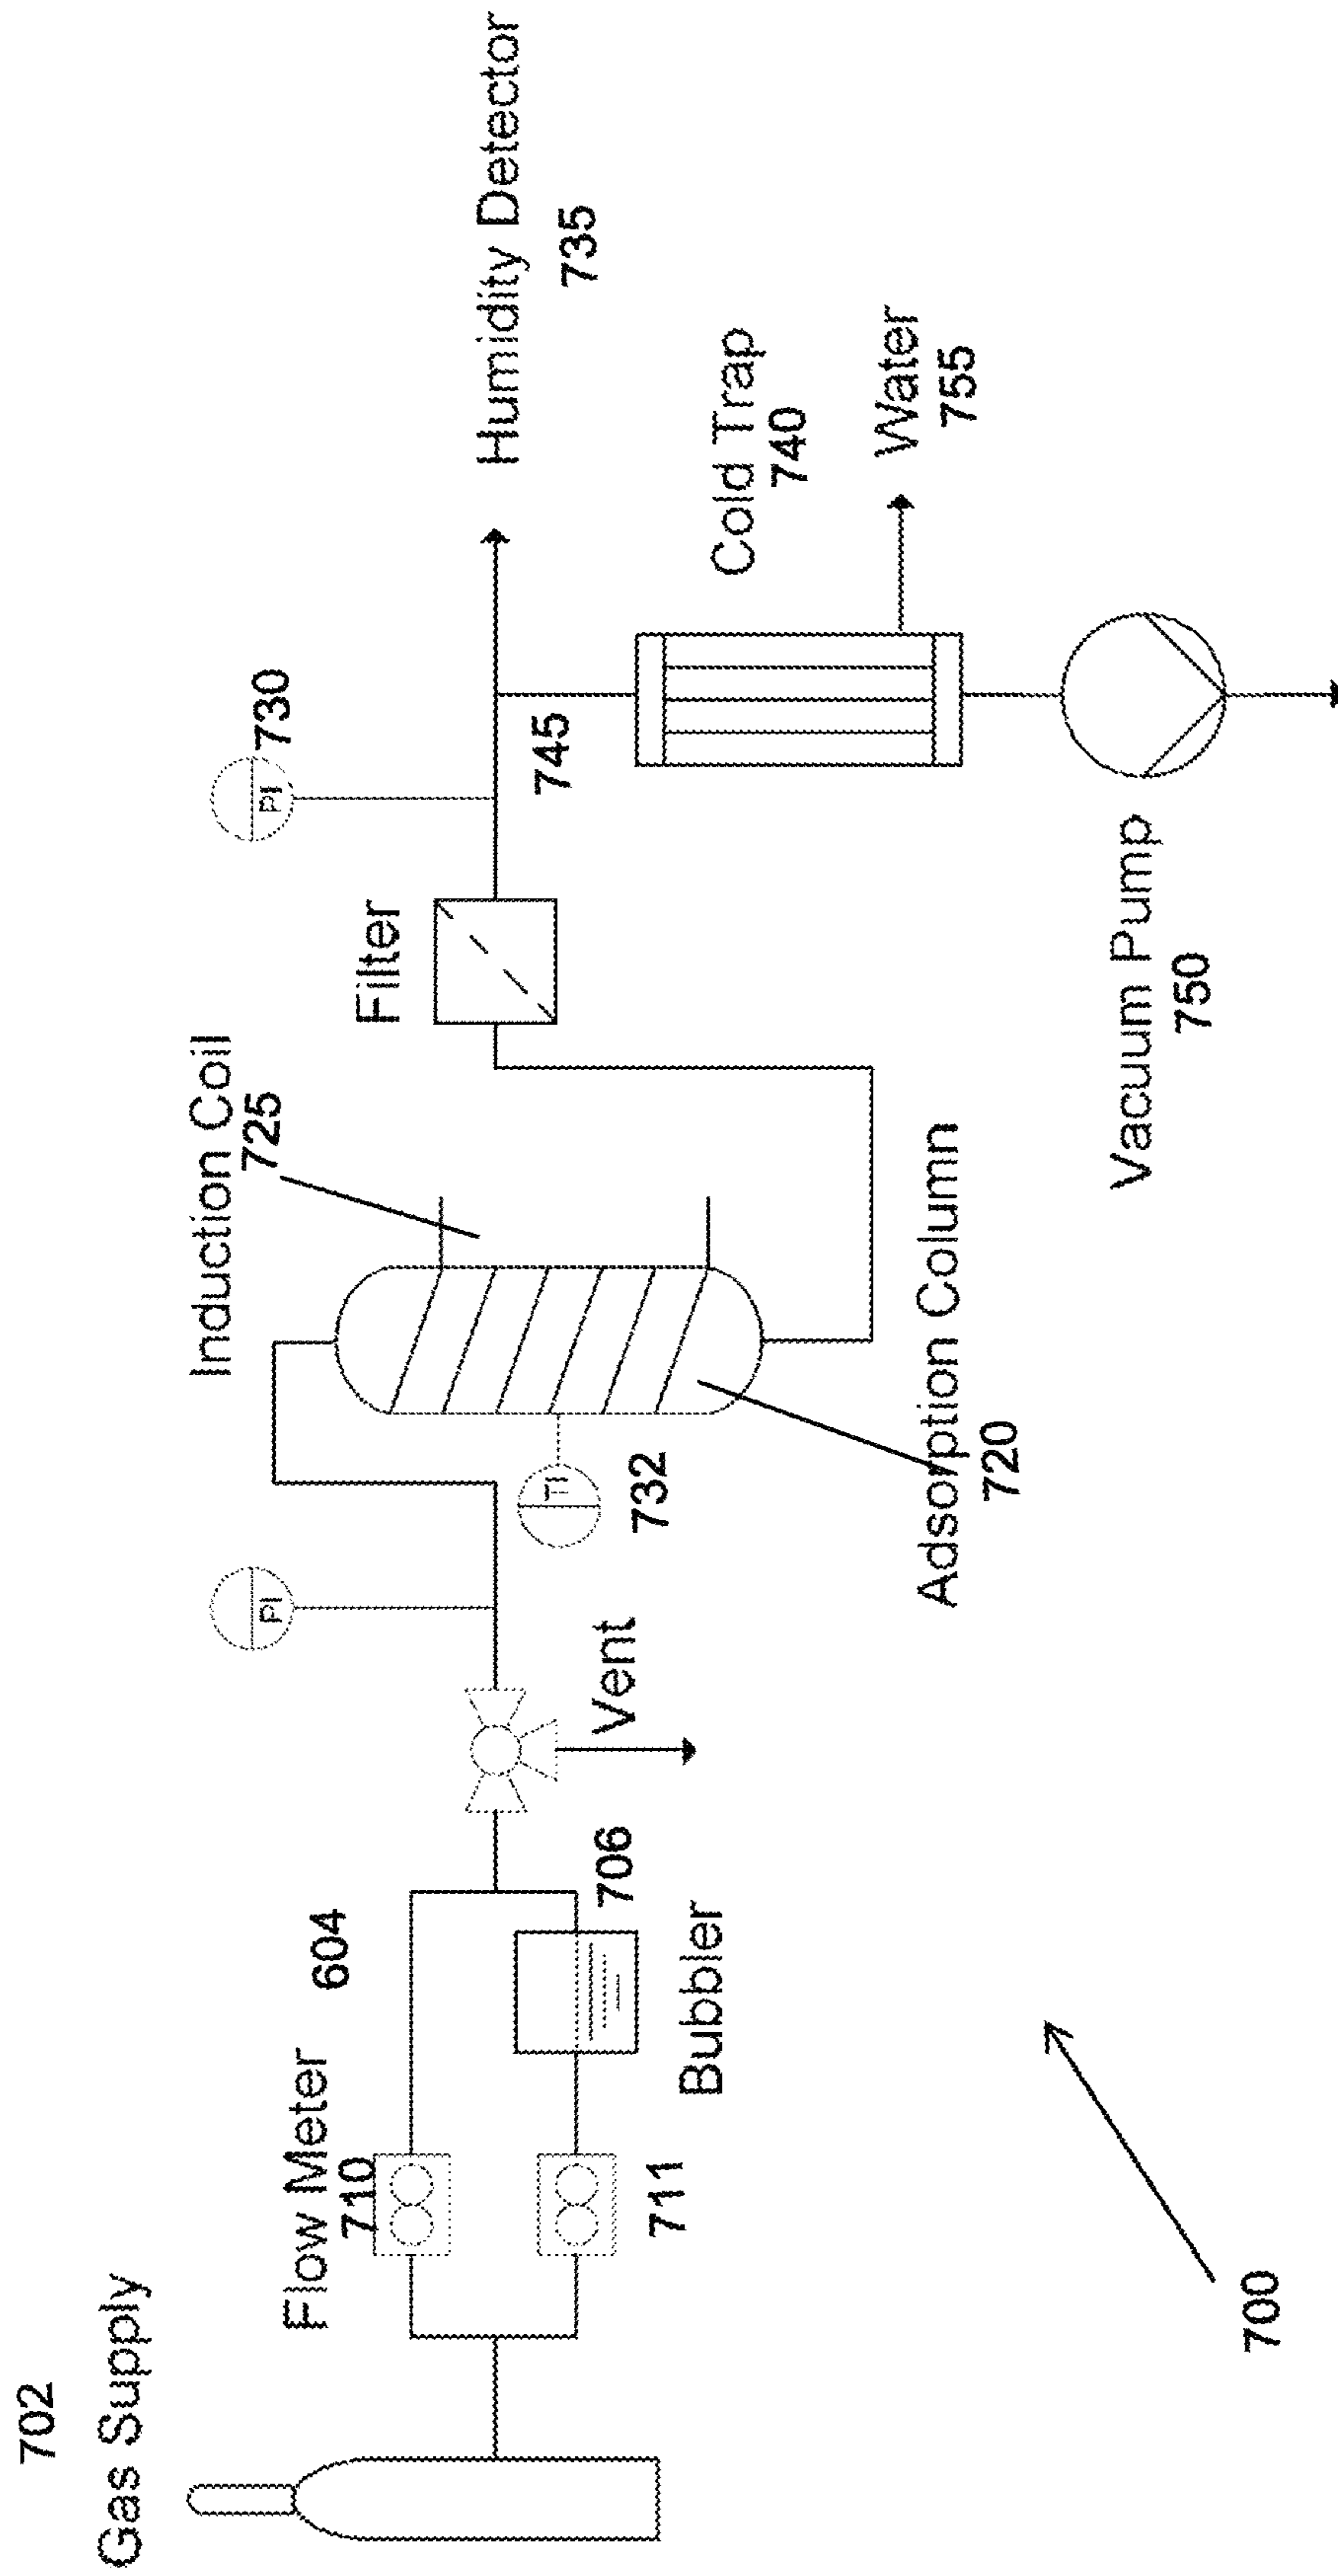 702
Gas Supply
Flow Meter
710
604
711
706
Bubbler
Vent
PI
TI
732
Induction Coil
725
Adsorption Column
720
Filter
PI
730
745
Humidity Detector
735
Cold Trap
740
Water
755
Vacuum Pump
750
700